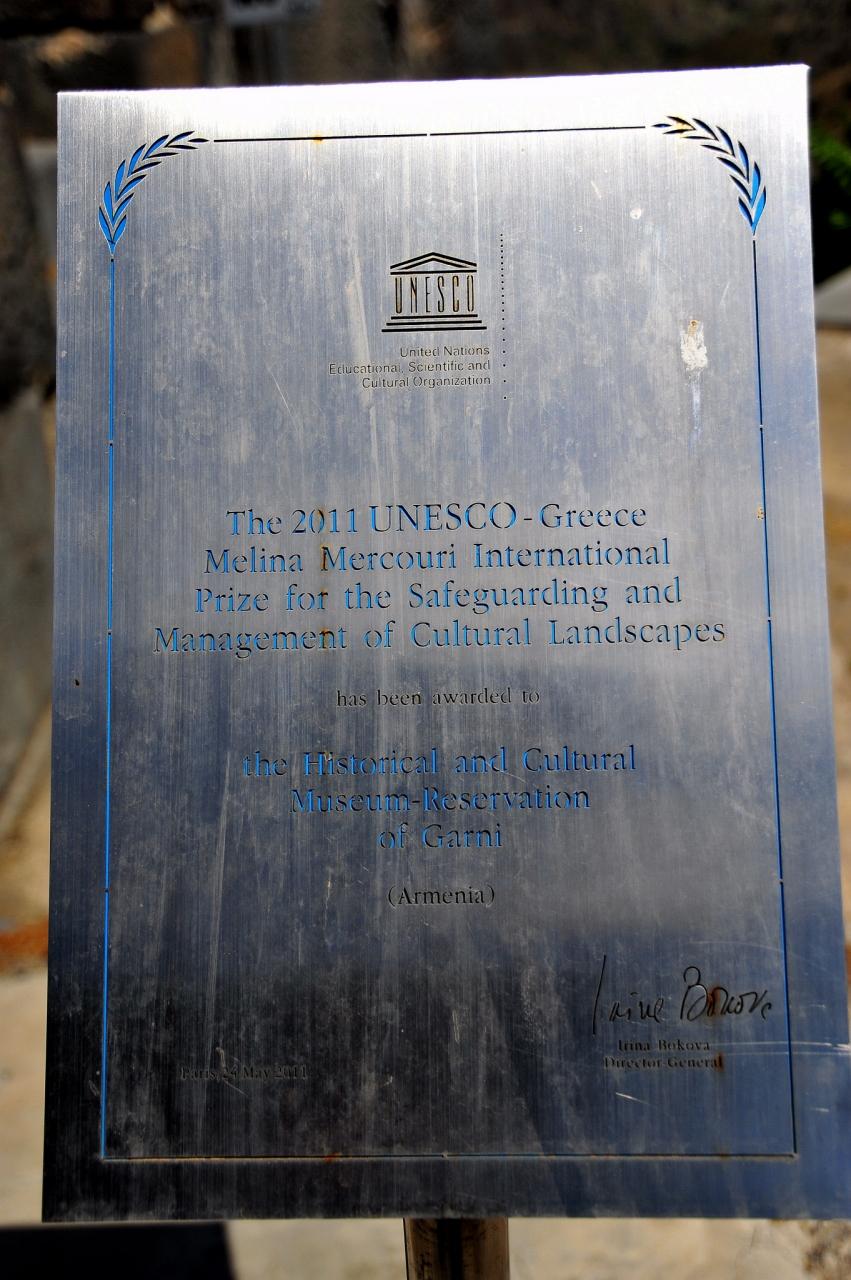 UNESCO
United Nations
Educational, Scientific and
Cultural Organization
The 2011 UNESCO - Greece
Melina Mercouri International
Prize for the Safeguarding and
Management of Cultural Landscapes
has been awarded to
the Historical and Cultural
Museum-Reservation
of Garni
(Armenia)
Irina Bokova
Irina Bokova
Director-General
Paris, 24 May 2011